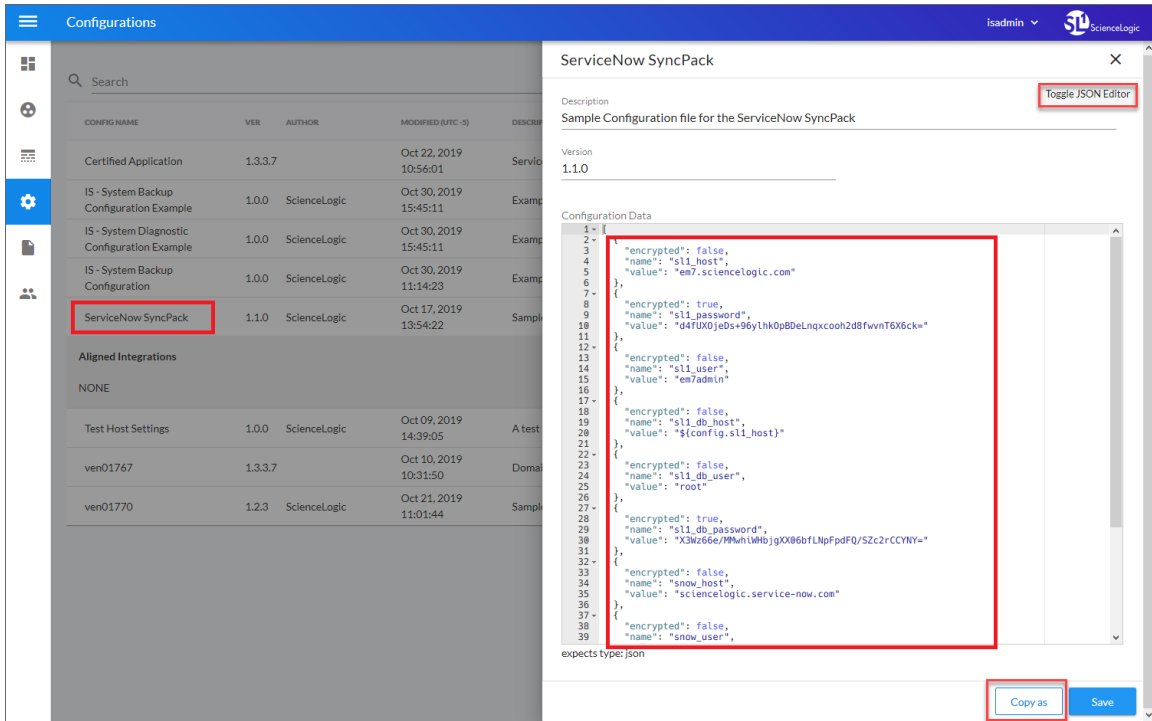 Configurations
isadmin
SL1 ScienceLogic
Search
CONFIG NAME VER AUTHOR MODIFIED (UTC -5) DESCRIP
Certified Application 1.3.3.7 Oct 22, 2019 10:56:01 Service
IS - System Backup Configuration Example 1.0.0 ScienceLogic Oct 30, 2019 15:45:11 Examp
IS - System Diagnostic Configuration Example 1.0.0 ScienceLogic Oct 30, 2019 15:45:11 Examp
IS - System Backup Configuration 1.0.0 ScienceLogic Oct 30, 2019 11:14:23 Examp
ServiceNow SyncPack 1.1.0 ScienceLogic Oct 17, 2019 13:54:22 Sample
Aligned Integrations
NONE
Test Host Settings 1.0.0 ScienceLogic Oct 09, 2019 14:39:05 A test
ven01767 1.3.3.7 Oct 10, 2019 10:31:50 Domai
ven01770 1.2.3 ScienceLogic Oct 21, 2019 11:01:44 Sample
ServiceNow SyncPack
Toggle JSON Editor
Description
Sample Configuration file for the ServiceNow SyncPack
Version
1.1.0
Configuration Data
1 [
2 {
3 "encrypted": false,
4 "name": "sl1_host",
5 "value": "em7.sciencelogic.com"
6 },
7 {
8 "encrypted": true,
9 "name": "sl1_password",
10 "value": "d4fUXOjeDs+96ylhkOpBDeLnqxcooh2d8fwvnT6X6ck="
11 },
12 {
13 "encrypted": false,
14 "name": "sl1_user",
15 "value": "em7admin"
16 },
17 {
18 "encrypted": false,
19 "name": "sl1_db_host",
20 "value": "${config.sl1_host}"
21 },
22 {
23 "encrypted": false,
24 "name": "sl1_db_user",
25 "value": "root"
26 },
27 {
28 "encrypted": true,
29 "name": "sl1_db_password",
30 "value": "X3Wz66e/MMwhiWHbjgXX06bfLNpFpdFQ/SZc2rCCYNY="
31 },
32 {
33 "encrypted": false,
34 "name": "snow_host",
35 "value": "sciencelogic.service-now.com"
36 },
37 {
38 "encrypted": false,
39 "name": "snow_user",
expects type: json
Copy as
Save